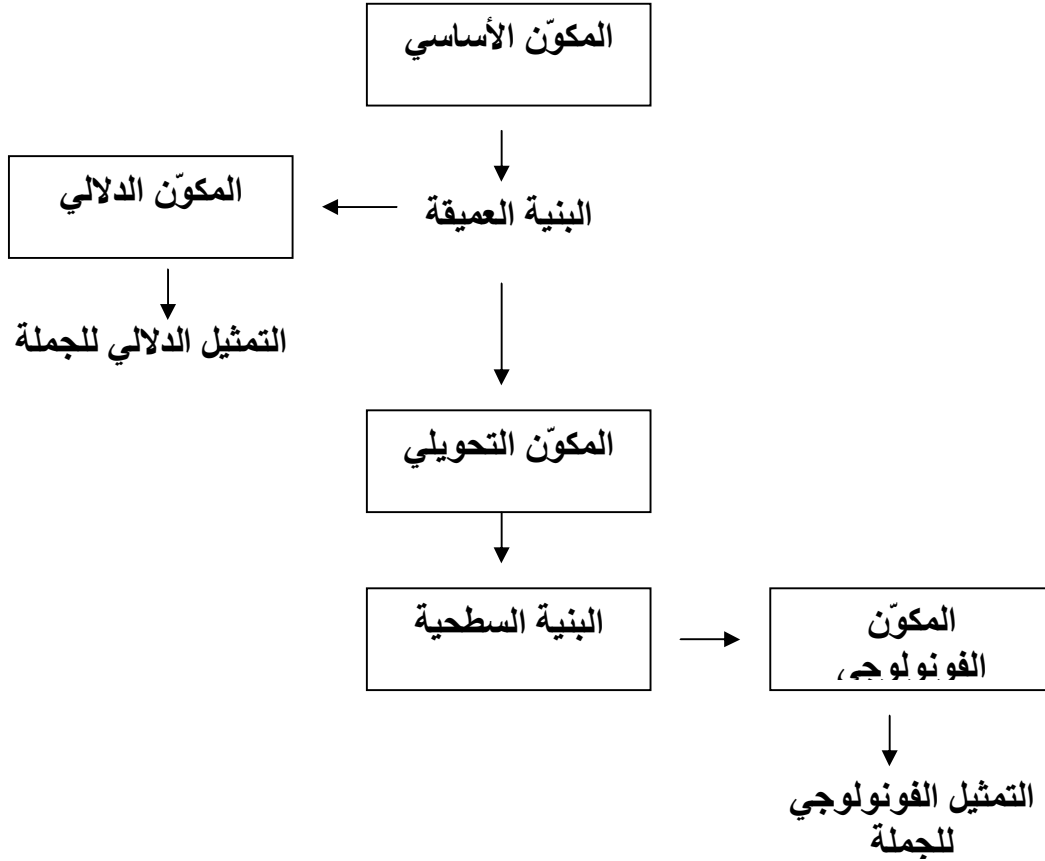 المكوّن الأساسي
المكوّن الدلالي
البنية العميقة
التمثيل الدلالي للجملة
المكوّن التحويلي
البنية السطحية
المكوّن
الفونولوجي
التمثيل الفونولوجي
للجملة